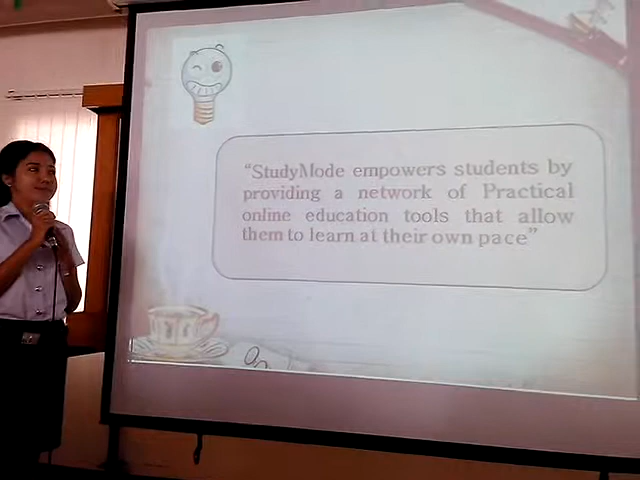 “StudyMode empowers students by
providing a network of Practical
online education tools that allow
them to learn at their own pace”